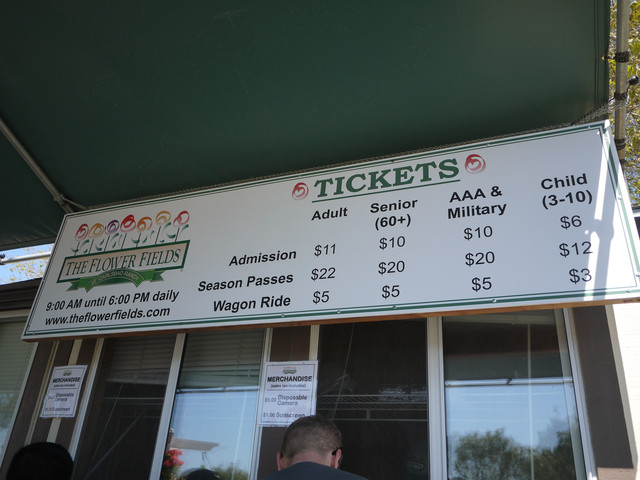 TICKETS
Adult Senior (60+) AAA & Military Child (3-10)
Admission $11 $10 $10 $6
Season Passes $22 $20 $20 $12
Wagon Ride $5 $5 $5 $3
THE FLOWER FIELDS
9:00 AM until 6:00 PM daily
www.theflowerfields.com
MERCHANDISE
Disposable
Camera
Sunscreen
MERCHANDISE
Disposable
Camera
Sunscreen